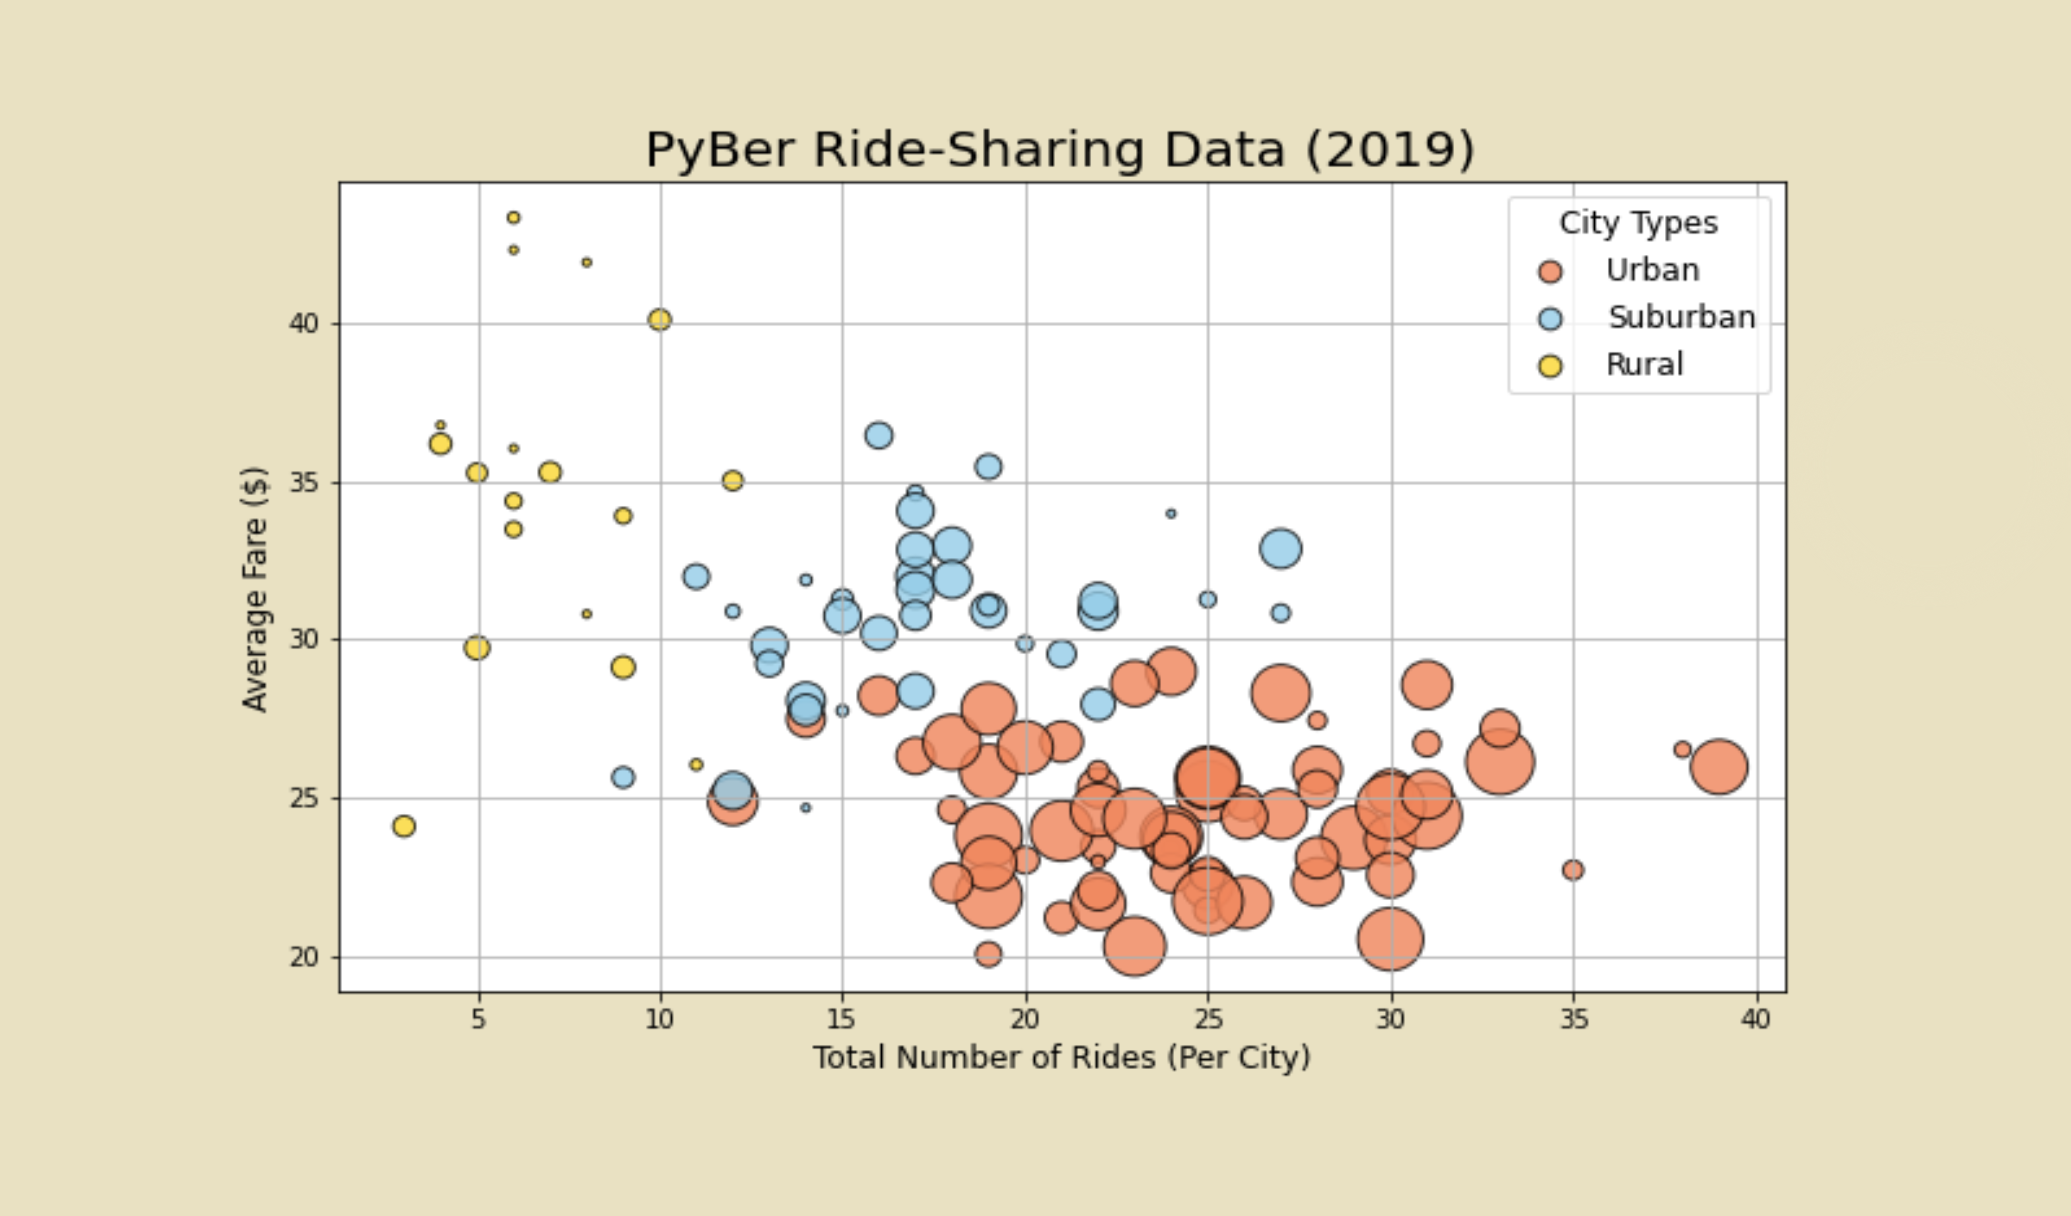 PyBer Ride-Sharing Data (2019)
City Types
Urban
Suburban
Rural
Average Fare ($)
40
35
30
25
20
5 10 15 20 25 30 35 40
Total Number of Rides (Per City)